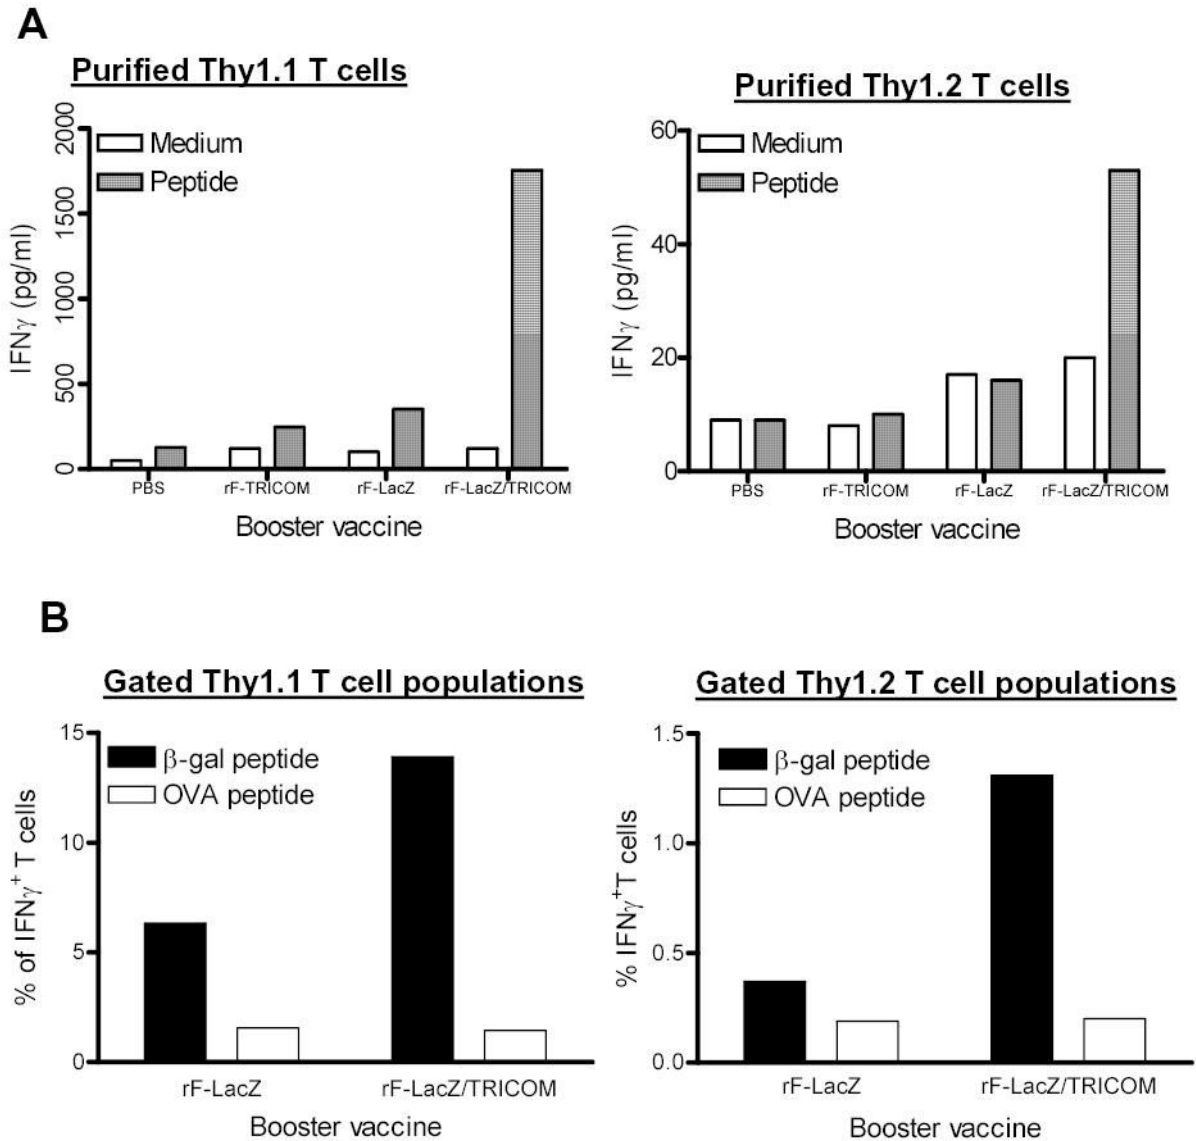 A
Purified Thy1.1 T cells
Medium
Peptide
IFNγ (pg/ml)
2000
1500
1000
500
0
PBS
rF-TRICOM
rF-LacZ
rF-LacZ/TRICOM
Booster vaccine
Purified Thy1.2 T cells
Medium
Peptide
IFNγ (pg/ml)
60
40
20
0
PBS
rF-TRICOM
rF-LacZ
rF-LacZ/TRICOM
Booster vaccine
B
Gated Thy1.1 T cell populations
β-gal peptide
OVA peptide
% of IFNγ⁺ T cells
15
10
5
0
rF-LacZ
rF-LacZ/TRICOM
Booster vaccine
Gated Thy1.2 T cell populations
β-gal peptide
OVA peptide
% IFNγ⁺T cells
1.5
1.0
0.5
0.0
rF-LacZ
rF-LacZ/TRICOM
Booster vaccine